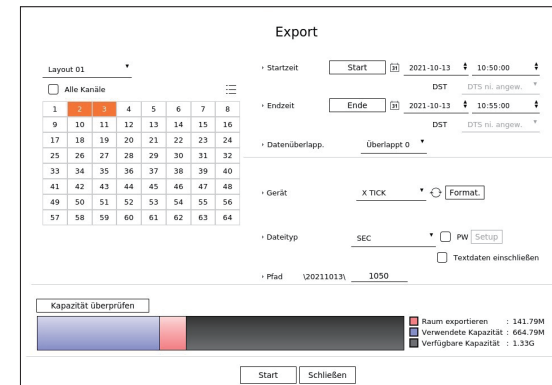 Export
Layout 01
Alle Kanäle
1 2 3 4 5 6 7 8
9 10 11 12 13 14 15 16
17 18 19 20 21 22 23 24
25 26 27 28 29 30 31 32
33 34 35 36 37 38 39 40
41 42 43 44 45 46 47 48
49 50 51 52 53 54 55 56
57 58 59 60 61 62 63 64
Startzeit Start 31 2021-10-13 10:50:00
DST DTS ni. angew.
Endzeit Ende 31 2021-10-13 10:55:00
DST DTS ni. angew.
Datenüberlapp. Überlappt 0
Gerät X TICK Format.
Dateityp SEC PW Setup
Textdaten einschließen
Pfad \20211013\ 1050
Kapazität überprüfen
Raum exportieren : 141.79M
Verwendete Kapazität : 664.79M
Verfügbare Kapazität : 1.33G
Start Schließen